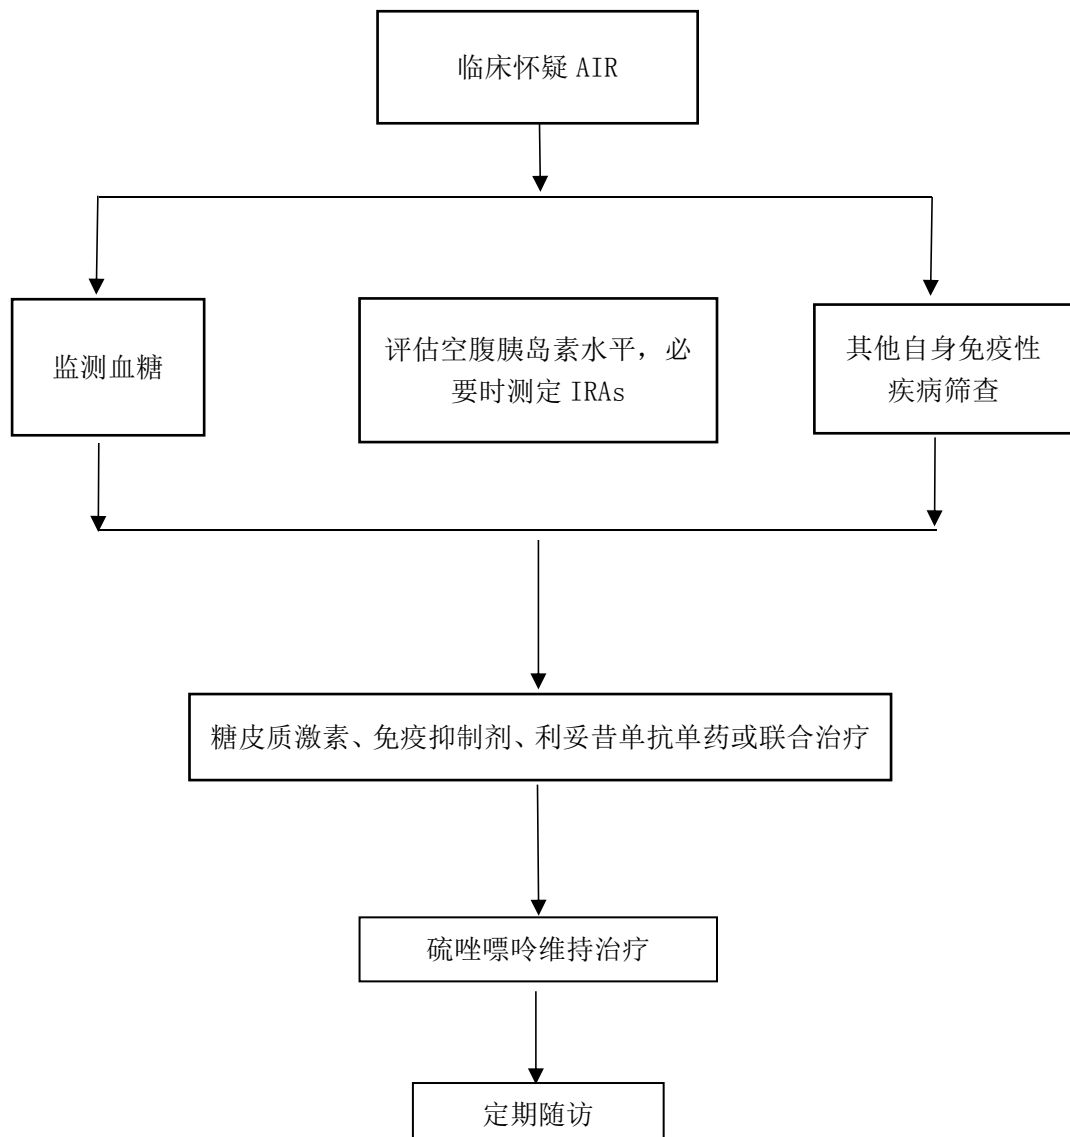 临床怀疑 AIR
监测血糖
评估空腹胰岛素水平，必
要时测定 IRAs
其他自身免疫性
疾病筛查
糖皮质激素、免疫抑制剂、利妥昔单抗单药或联合治疗
硫唑嘌呤维持治疗
定期随访